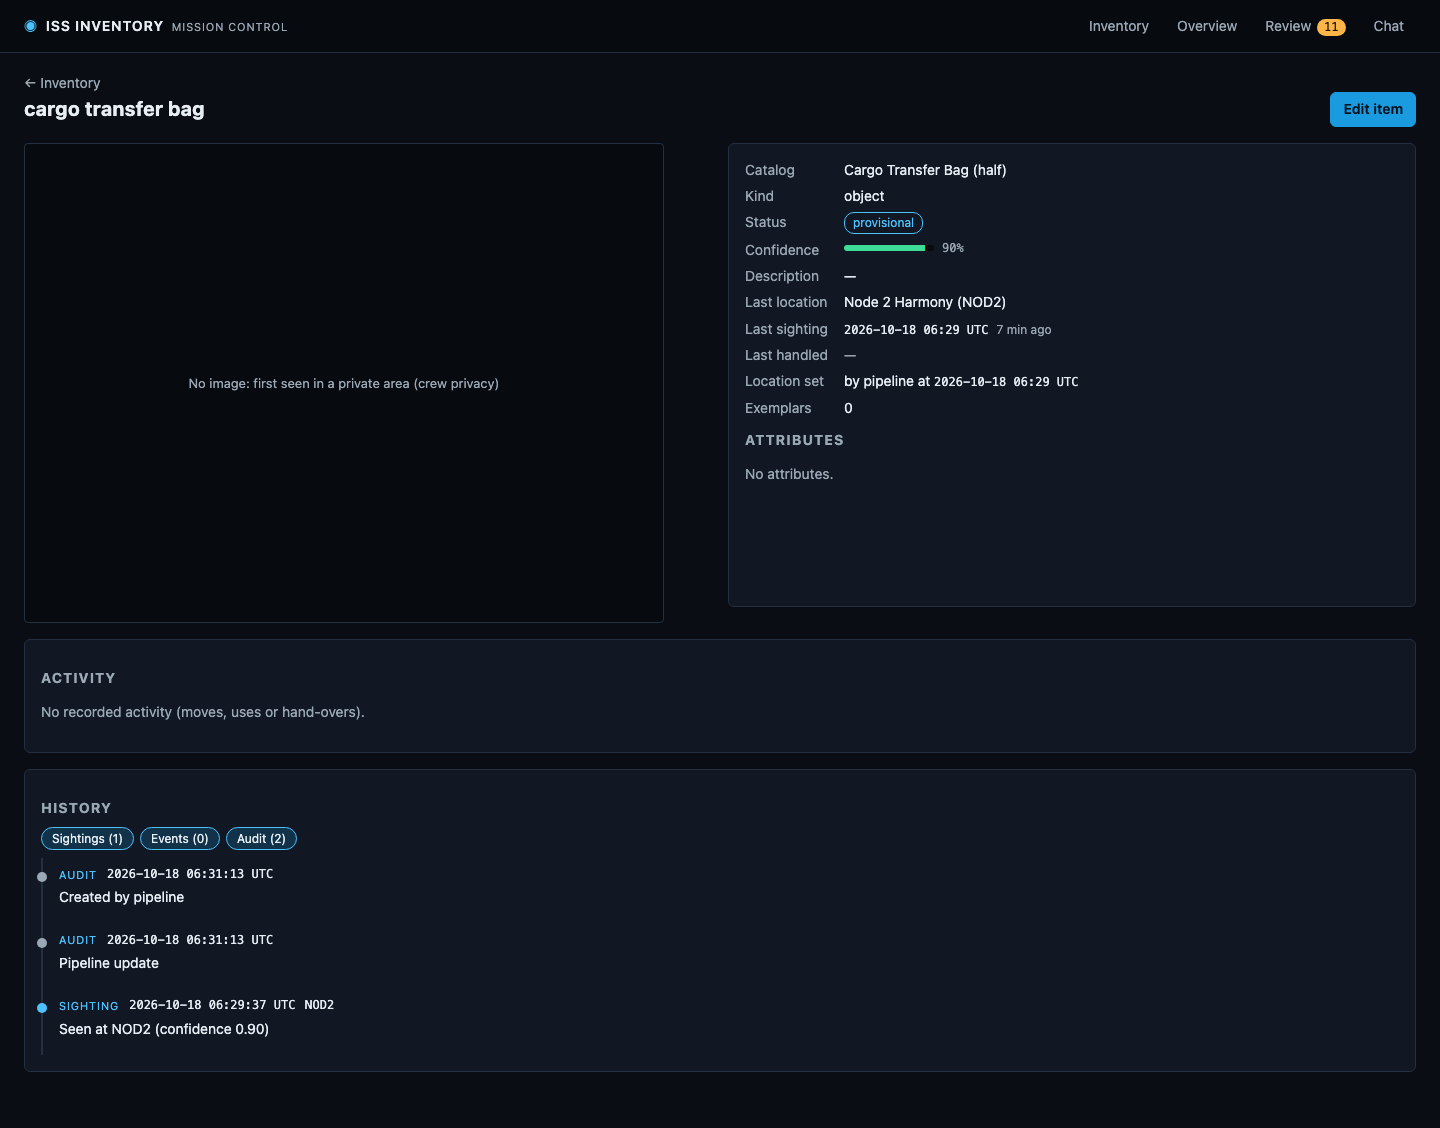 ISS INVENTORY MISSION CONTROL
Inventory Overview Review 11 Chat
← Inventory
cargo transfer bag
Edit item
No image: first seen in a private area (crew privacy)
Catalog Cargo Transfer Bag (half)
Kind object
Status provisional
Confidence 90%
Description —
Last location Node 2 Harmony (NOD2)
Last sighting 2026-10-18 06:29 UTC 7 min ago
Last handled —
Location set by pipeline at 2026-10-18 06:29 UTC
Exemplars 0
ATTRIBUTES
No attributes.
ACTIVITY
No recorded activity (moves, uses or hand-overs).
HISTORY
Sightings (1) Events (0) Audit (2)
AUDIT 2026-10-18 06:31:13 UTC
Created by pipeline
AUDIT 2026-10-18 06:31:13 UTC
Pipeline update
SIGHTING 2026-10-18 06:29:37 UTC NOD2
Seen at NOD2 (confidence 0.90)